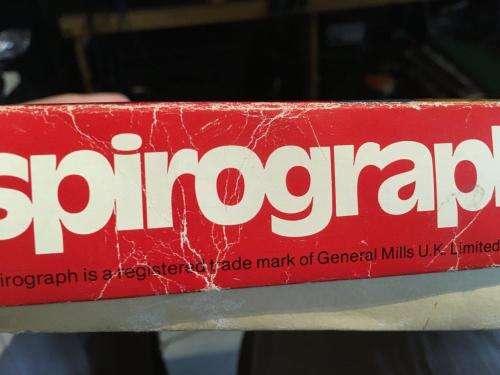 spirograp
irograph is a registered trade mark of General Mills U.K. Limited